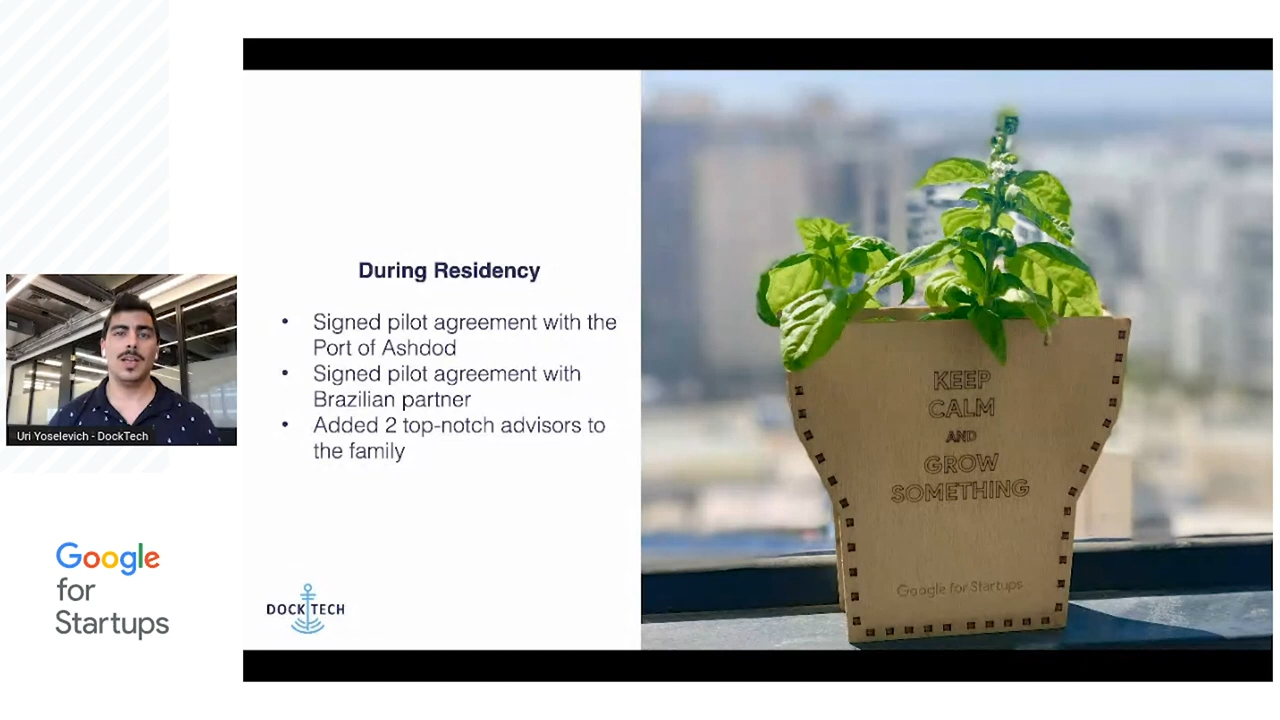 During Residency
• Signed pilot agreement with the
Port of Ashdod
• Signed pilot agreement with
Brazilian partner
• Added 2 top-notch advisors to
the family
DOCKTECH
KEEP
CALM
AND
GROW
SOMETHING
Google for Startups
Uri Yoselevich - DockTech
Google
for
Startups